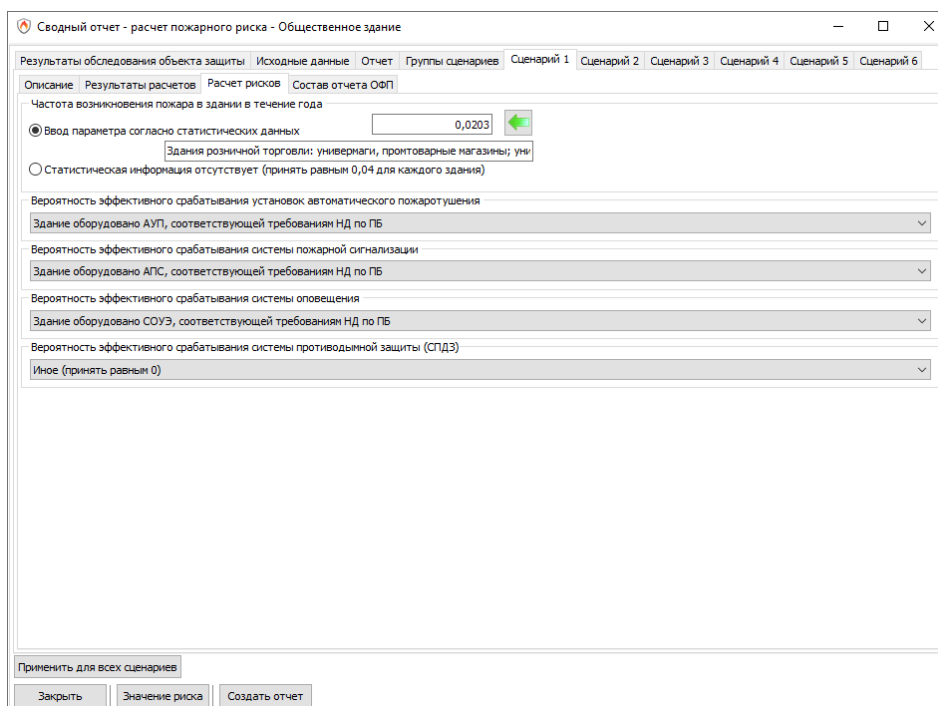 Сводный отчет - расчет пожарного риска - Общественное здание
Результаты обследования объекта защиты Исходные данные Отчет Группы сценариев Сценарий 1 Сценарий 2 Сценарий 3 Сценарий 4 Сценарий 5 Сценарий 6
Описание Результаты расчетов Расчет рисков Состав отчета ОФП
Частота возникновения пожара в здании в течение года
Ввод параметра согласно статистических данных 0,0203
Здания розничной торговли: универмаги, промтоварные магазины; уни
Статистическая информация отсутствует (принять равным 0,04 для каждого здания)
Вероятность эффективного срабатывания установок автоматического пожаротушения
Здание оборудовано АУП, соответствующей требованиям НД по ПБ
Вероятность эффективного срабатывания системы пожарной сигнализации
Здание оборудовано АПС, соответствующей требованиям НД по ПБ
Вероятность эффективного срабатывания системы оповещения
Здание оборудовано СОУЭ, соответствующей требованиям НД по ПБ
Вероятность эффективного срабатывания системы противодымной защиты (СПДЗ)
Иное (принять равным 0)
Применить для всех сценариев
Закрыть Значение риска Создать отчет